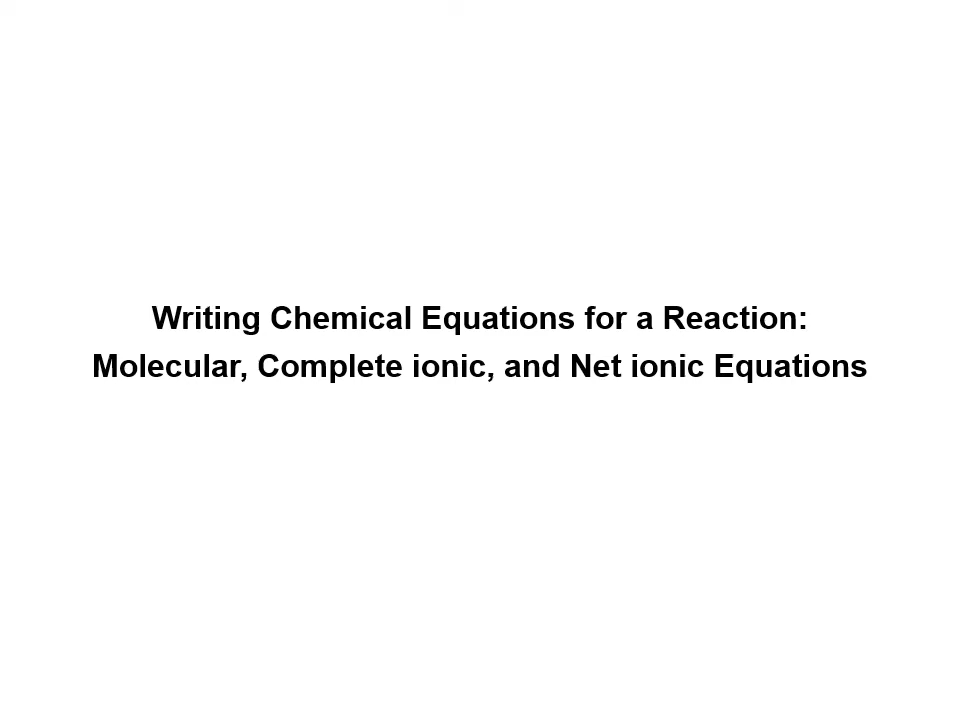 Writing Chemical Equations for a Reaction:
Molecular, Complete ionic, and Net ionic Equations